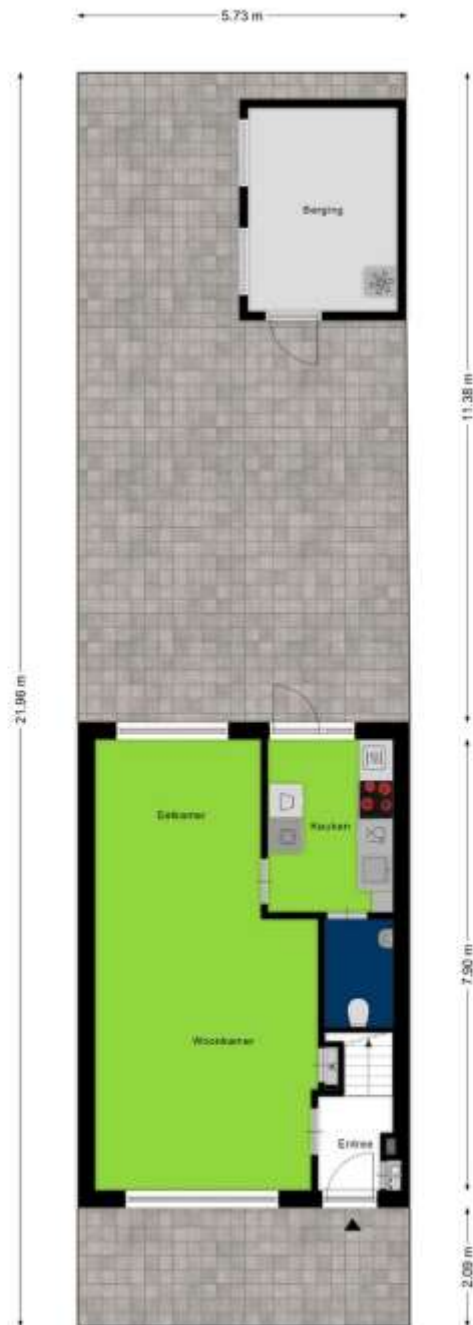 5.73 m
Berging
11.38 m
21.96 m
Eetkamer
Keuken
7.90 m
Woonkamer
Entree
2.09 m